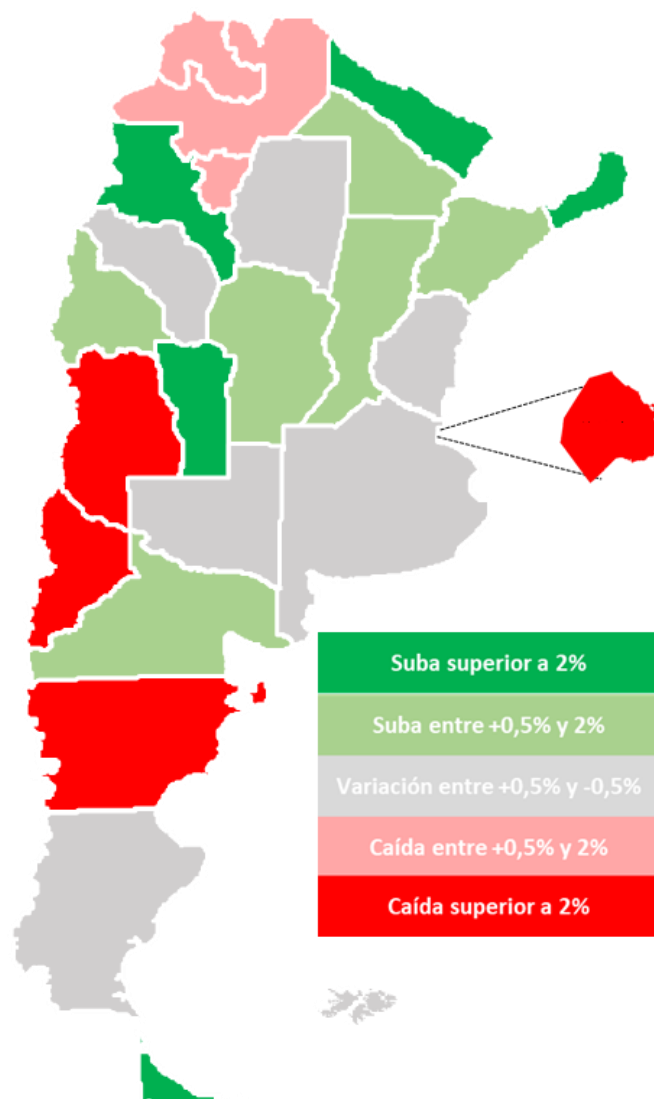 Suba superior a 2%
Suba entre +0,5% y 2%
Variación entre +0,5% y -0,5%
Caída entre +0,5% y 2%
Caída superior a 2%